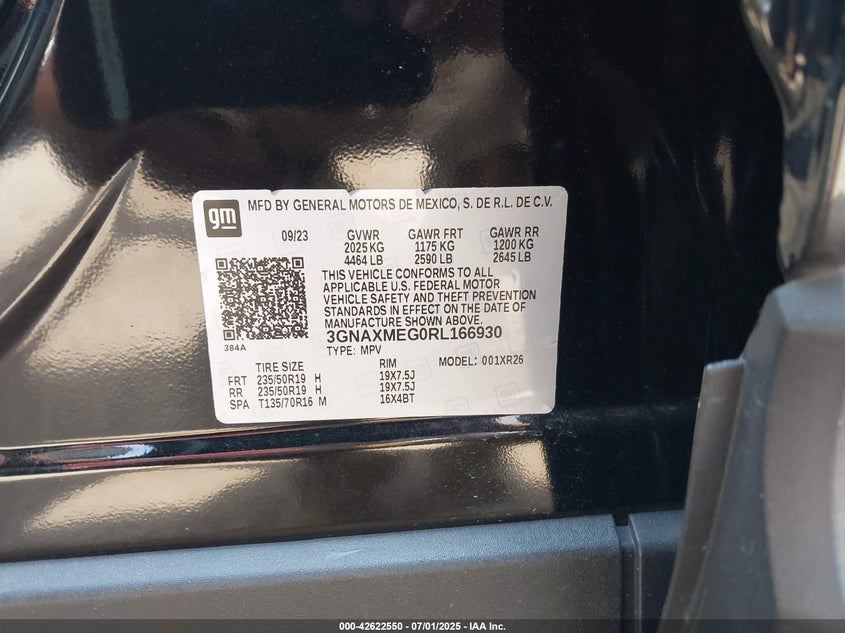 gm MFD BY GENERAL MOTORS DE MEXICO, S. DE R.L. DE C.V.
09/23 GVWR GAWR FRT GAWR RR
2025 KG 1175 KG 1200 KG
4464 LB 2590 LB 2645 LB
THIS VEHICLE CONFORMS TO ALL
APPLICABLE U.S. FEDERAL MOTOR
VEHICLE SAFETY AND THEFT PREVENTION
STANDARDS IN EFFECT ON THE DATE OF
MANUFACTURE SHOWN ABOVE.
3GNAXMEG0RL166930
384A
TYPE: MPV MODEL: 001XR26
TIRE SIZE RIM
FRT 235/50R19 H 19X7.5J
RR 235/50R19 H 19X7.5J
SPA T135/70R16 M 16X4BT
000-42622550 / 07/01/2025 - IAA Inc.